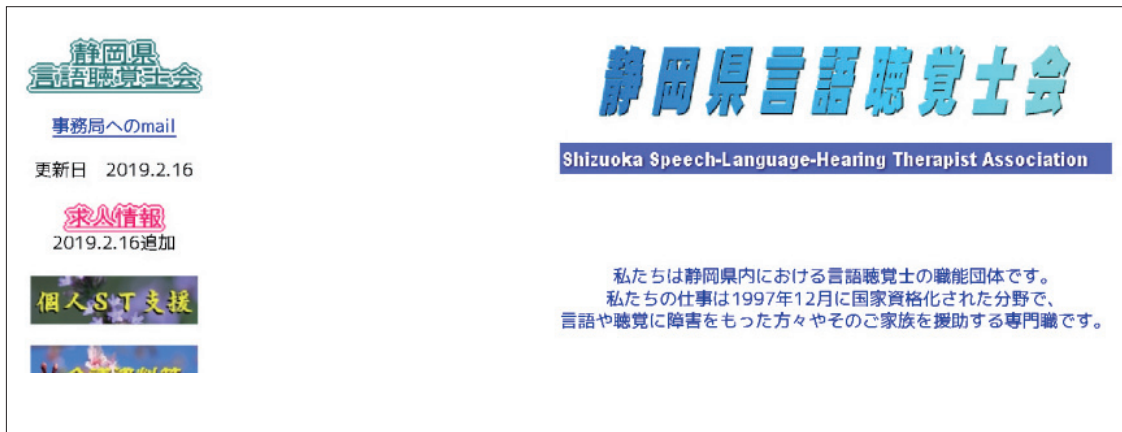 静岡県
言語聴覚士会
事務局へのmail
更新日　2019.2.16
求人情報
2019.2.16追加
個人ST支援
静岡県言語聴覚士会
Shizuoka Speech-Language-Hearing Therapist Association
私たちは静岡県内における言語聴覚士の職能団体です。
私たちの仕事は1997年12月に国家資格化された分野で、
言語や聴覚に障害をもった方々やそのご家族を援助する専門職です。